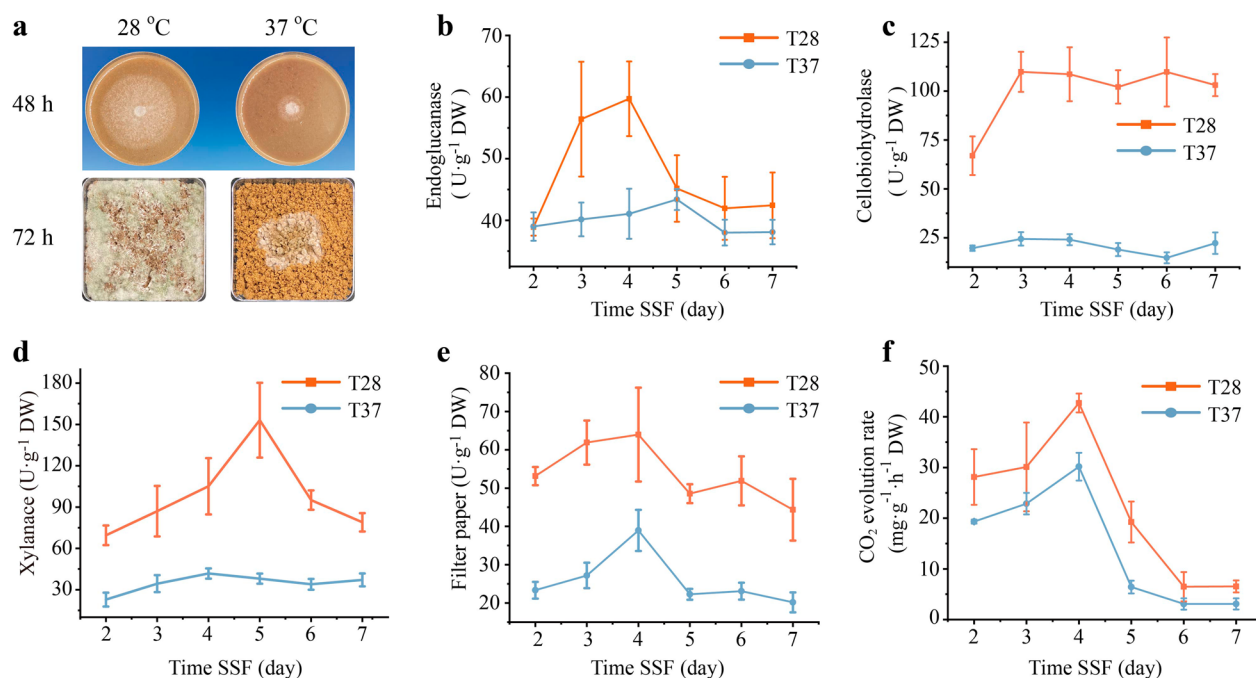 a
28 °C 37 °C
48 h
72 h
b
70
60
50
40
Endoglucanase
( U·g⁻¹ DW)
T28
T37
2 3 4 5 6 7
Time SSF (day)
c
125
100
75
50
25
Cellobiohydrolase
( U·g⁻¹ DW)
T28
T37
2 3 4 5 6 7
Time SSF (day)
d
180
150
120
90
60
30
Xylanace (U·g⁻¹ DW)
T28
T37
2 3 4 5 6 7
Time SSF (day)
e
80
70
60
50
40
30
20
Filter paper (U·g⁻¹ DW)
T28
T37
2 3 4 5 6 7
Time SSF (day)
f
50
40
30
20
10
0
CO₂ evolution rate
(mg·g⁻¹·h⁻¹ DW)
T28
T37
2 3 4 5 6 7
Time SSF (day)